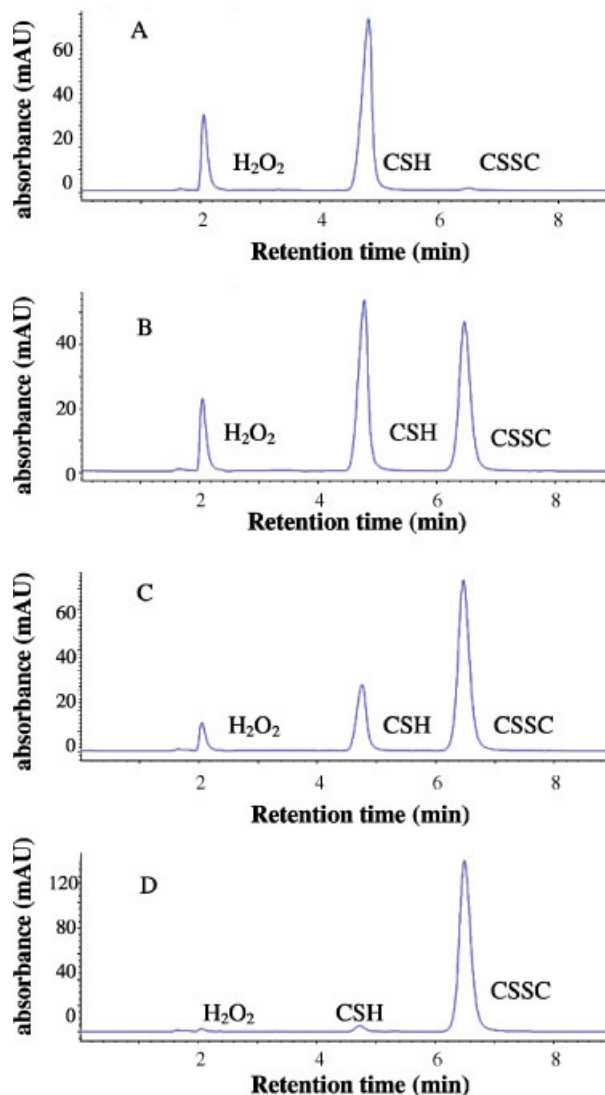 absorbance (mAU)
A
60
40
20
0
H₂O₂
CSH
CSSC
2 4 6 8
Retention time (min)
absorbance (mAU)
B
40
20
0
H₂O₂
CSH
CSSC
2 4 6 8
Retention time (min)
absorbance (mAU)
C
60
40
20
0
H₂O₂
CSH
CSSC
2 4 6 8
Retention time (min)
absorbance (mAU)
D
120
80
40
0
H₂O₂
CSH
CSSC
2 4 6 8
Retention time (min)